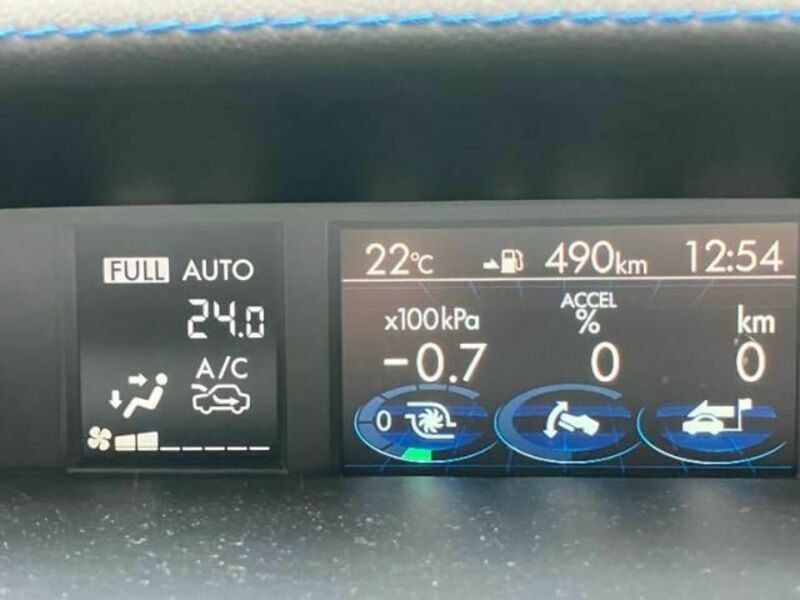 FULL AUTO
24.0
A/C
22°C 490km 12:54
x100kPa ACCEL % km
-0.7 0 0
0